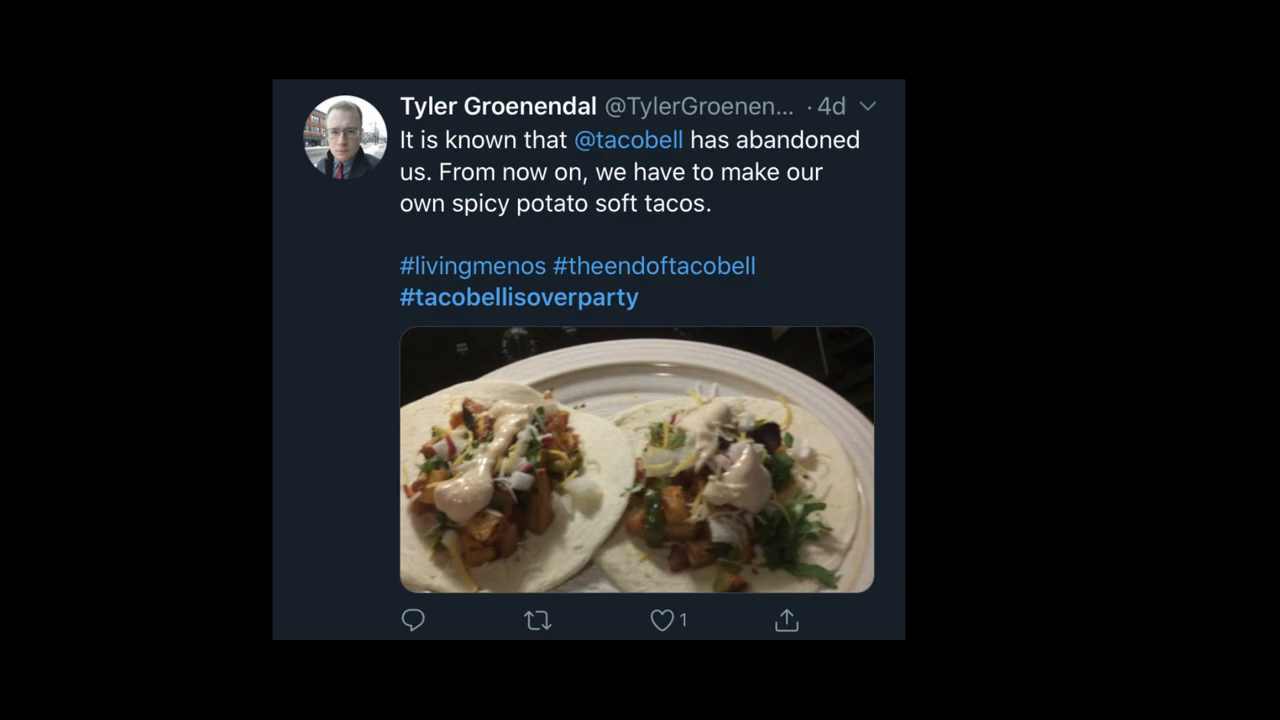 Tyler Groenendal @TylerGroenen... · 4d
It is known that @tacobell has abandoned
us. From now on, we have to make our
own spicy potato soft tacos.
#livingmenos #theendoftacobell
#tacobellisoverparty
1